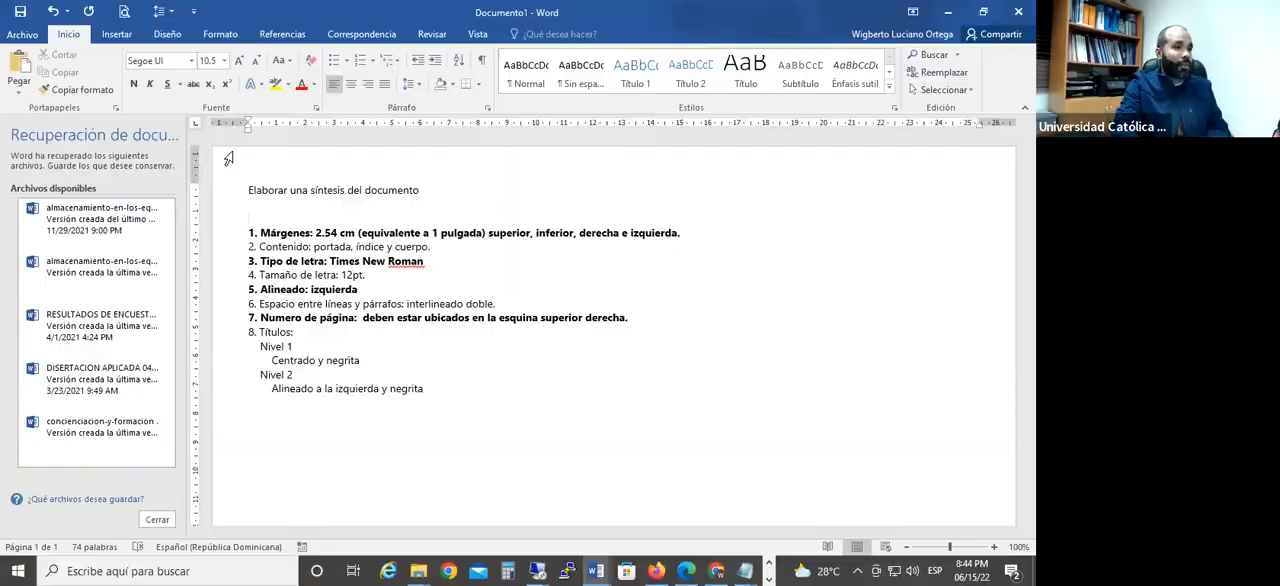 Documento1 - Word
Archivo Inicio Insertar Diseño Formato Referencias Correspondencia Revisar Vista ¿Qué desea hacer? Wigberto Luciano Ortega Compartir
Pegar
Cortar
Copiar
Copiar formato
Portapapeles
Segoe UI 10.5
N K S abc
Fuente
Párrafo
AaBbCcDc AaBbCcDc AaBbCc AaBbCcD AaB AaBbCcD AaBbCcDc
¶ Normal ¶ Sin espa... Título 1 Título 2 Título Subtítulo Énfasis sutil
Estilos
Buscar
Reemplazar
Seleccionar
Edición
Universidad Católica ...
Recuperación de docu...
Word ha recuperado los siguientes
archivos. Guarde los que desee conservar.
Archivos disponibles
almacenamiento-en-los-eq...
Versión creada del último ...
11/29/2021 9:00 PM
almacenamiento-en-los-eq...
Versión creada la última ve...
RESULTADOS DE ENCUEST...
Versión creada la última ve...
4/1/2021 4:24 PM
DISERTACION APLICADA 04...
Versión creada la última ve...
3/23/2021 9:49 AM
concienciacion-y-formacion .
Versión creada la última ve...
¿Qué archivos desea guardar?
Cerrar
Elaborar una síntesis del documento
1. Márgenes: 2.54 cm (equivalente a 1 pulgada) superior, inferior, derecha e izquierda.
2. Contenido: portada, índice y cuerpo.
3. Tipo de letra: Times New Roman
4. Tamaño de letra: 12pt.
5. Alineado: izquierda
6. Espacio entre líneas y párrafos: interlineado doble.
7. Numero de página: deben estar ubicados en la esquina superior derecha.
8. Títulos:
Nivel 1
Centrado y negrita
Nivel 2
Alineado a la izquierda y negrita
Página 1 de 1 74 palabras Español (República Dominicana) 100%
Escribe aquí para buscar
28°C ESP 8:44 PM
06/15/22